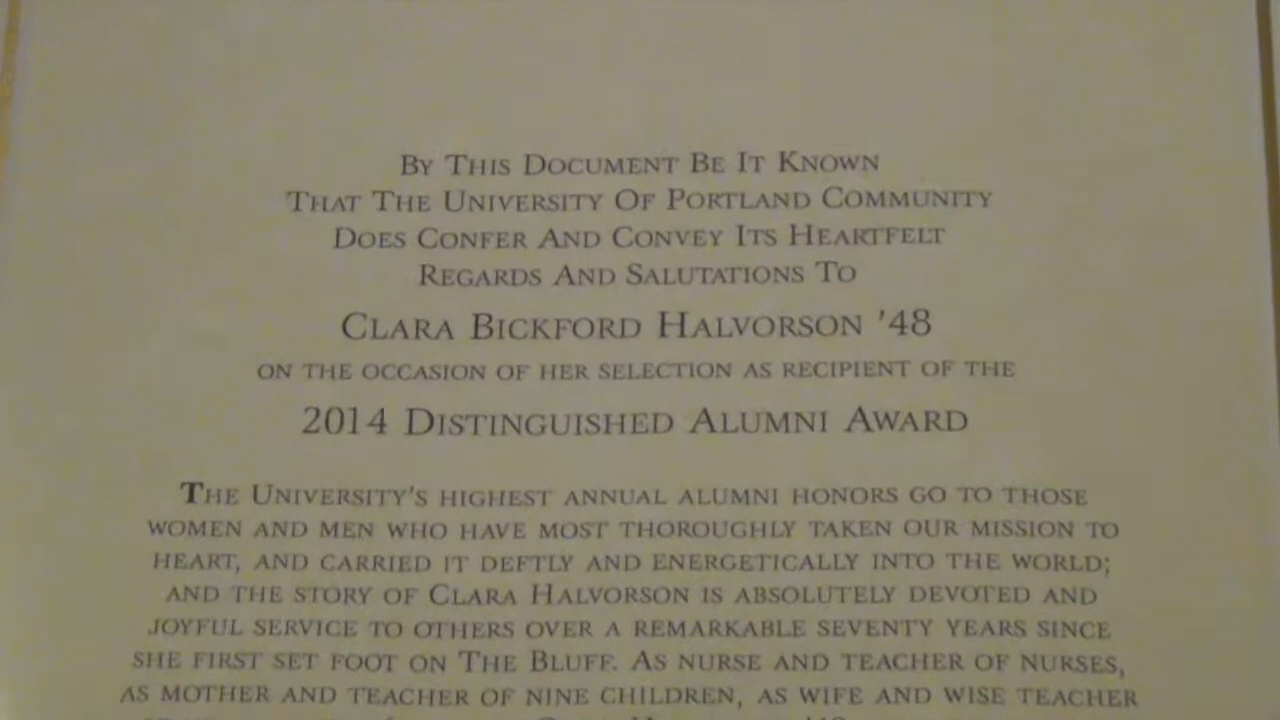 By This Document Be It Known
That The University Of Portland Community
Does Confer And Convey Its Heartfelt
Regards And Salutations To
Clara Bickford Halvorson '48
on the occasion of her selection as recipient of the
2014 Distinguished Alumni Award
The University's highest annual alumni honors go to those
women and men who have most thoroughly taken our mission to
heart, and carried it deftly and energetically into the world;
and the story of Clara Halvorson is absolutely devoted and
joyful service to others over a remarkable seventy years since
she first set foot on The Bluff. As nurse and teacher of nurses,
as mother and teacher of nine children, as wife and wise teacher